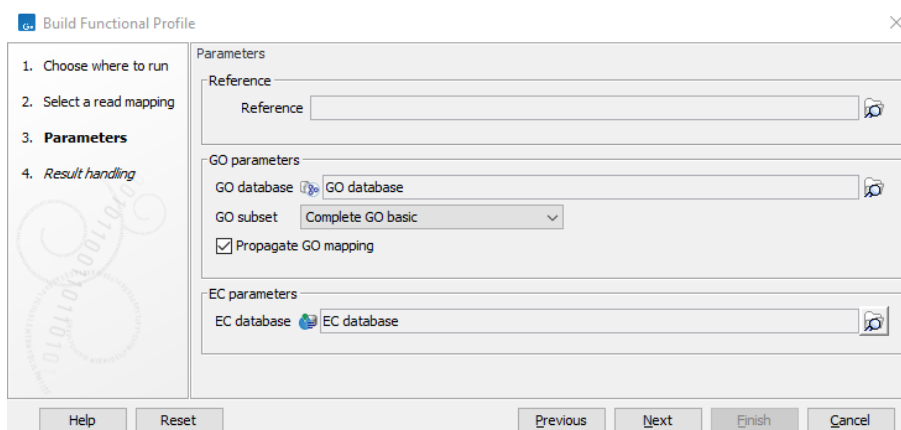 Build Functional Profile
1. Choose where to run
2. Select a read mapping
3. Parameters
4. Result handling
Parameters
Reference
Reference
GO parameters
GO database GO database
GO subset Complete GO basic
Propagate GO mapping
EC parameters
EC database EC database
Help Reset Previous Next Finish Cancel